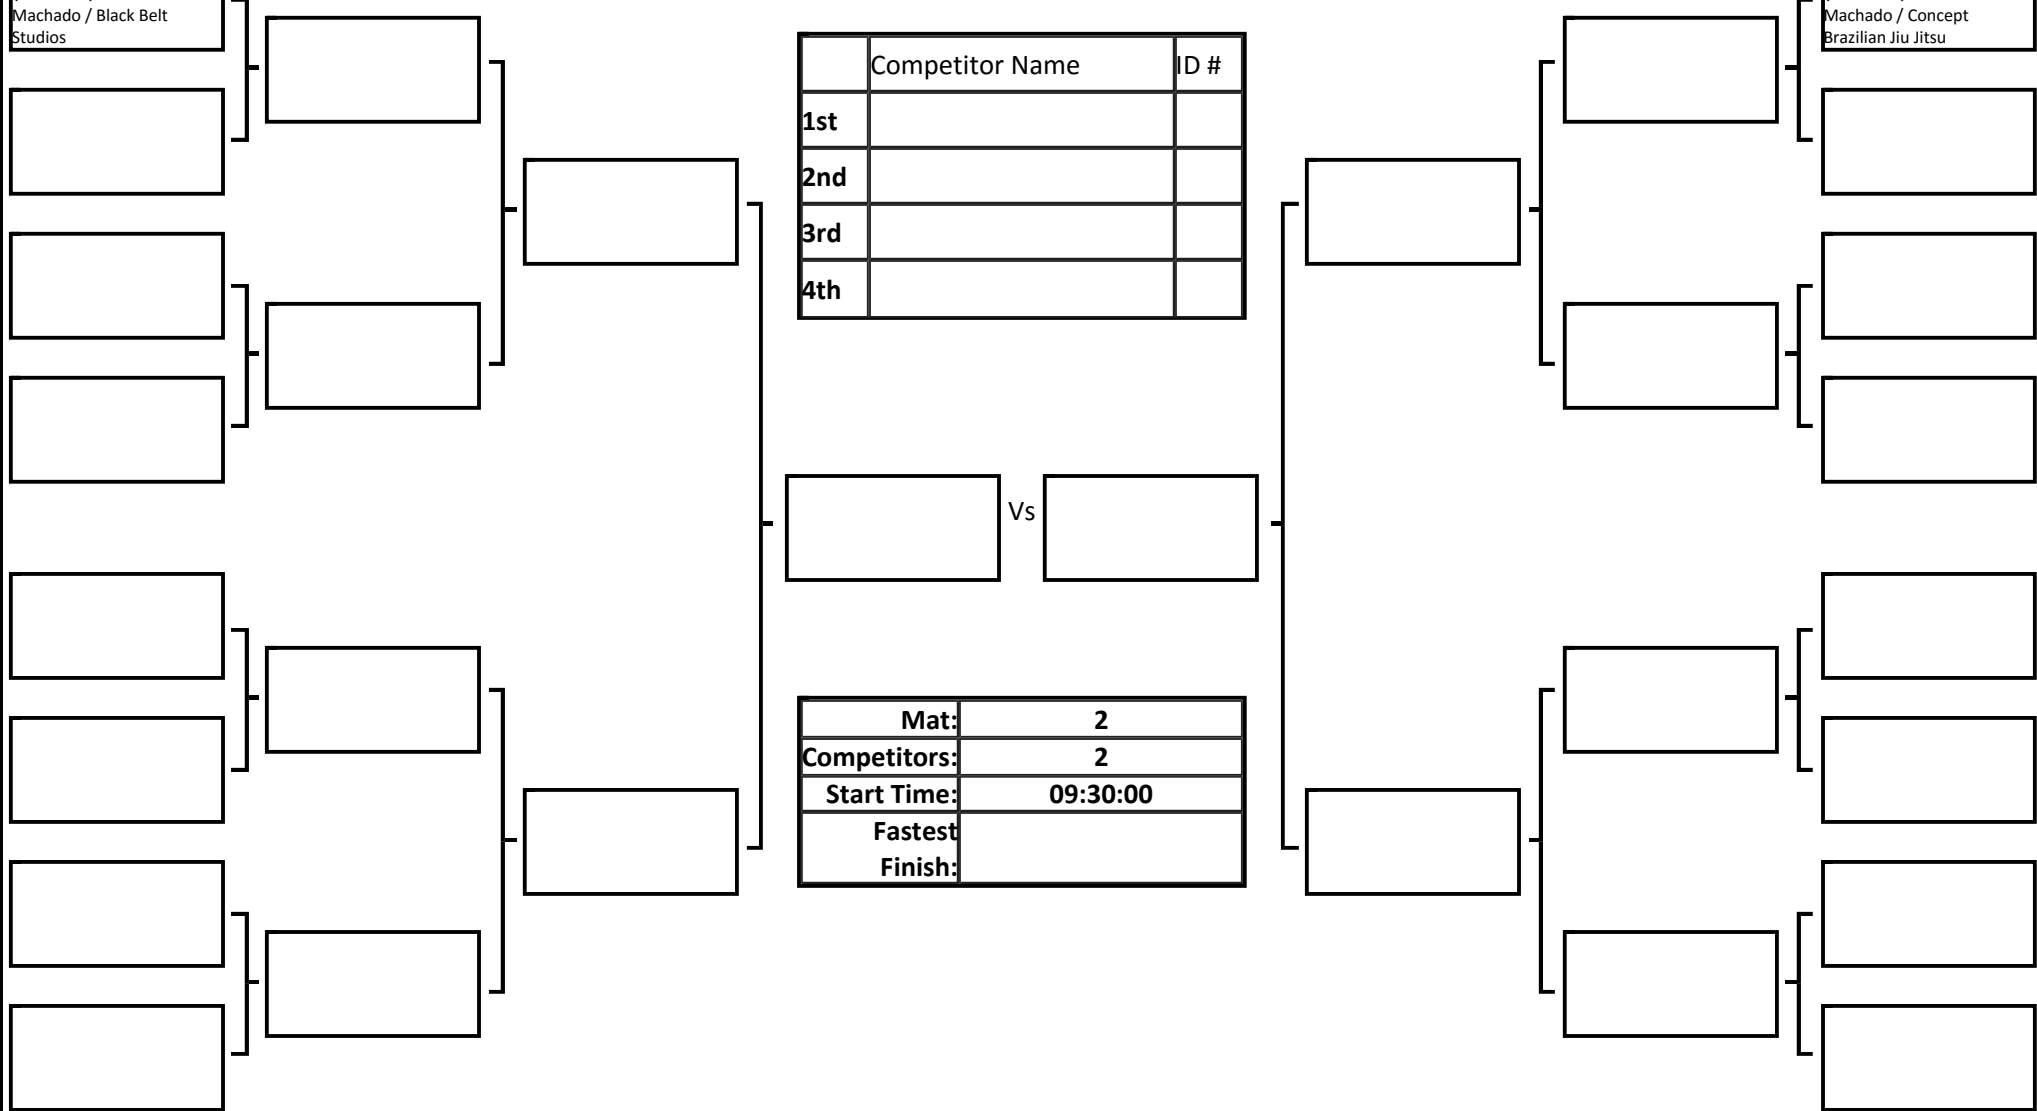 Machado / Black Belt
Studios
Machado / Concept
Brazilian Jiu Jitsu
Competitor Name ID #
1st
2nd
3rd
4th
Vs
Mat: 2
Competitors: 2
Start Time: 09:30:00
Fastest
Finish: